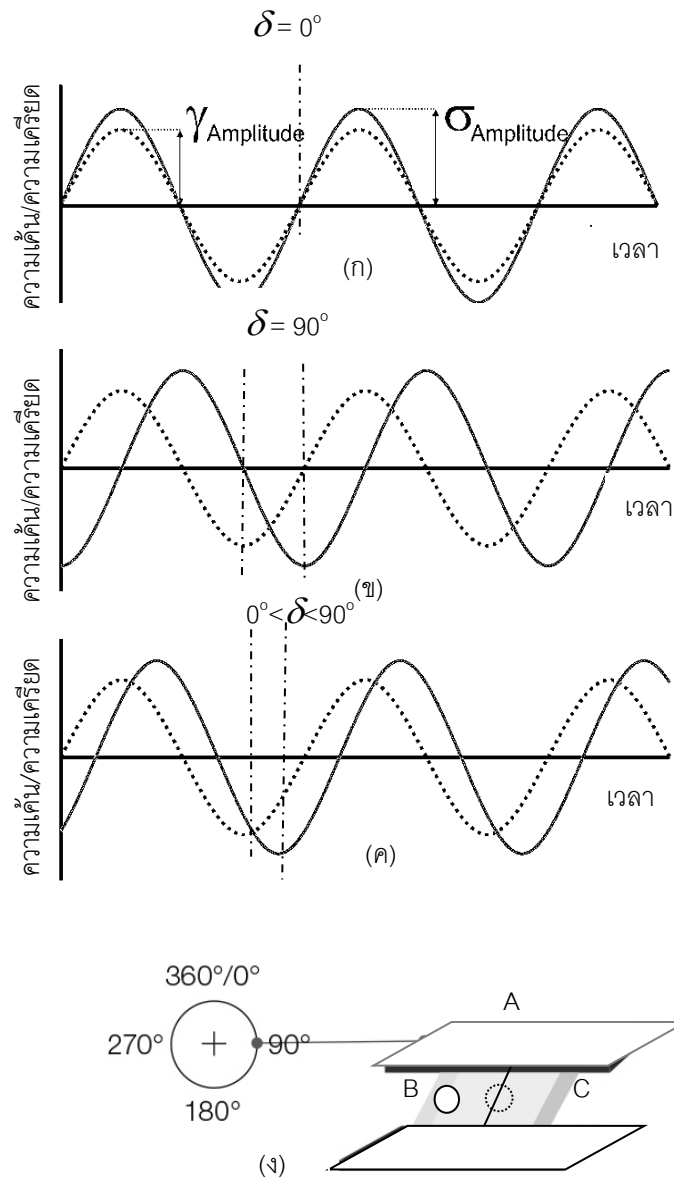 δ = 0°
γAmplitude
σAmplitude
ความเค้น/ความเครียด
เวลา
(ก)
δ = 90°
ความเค้น/ความเครียด
เวลา
(ข)
0°<δ<90°
ความเค้น/ความเครียด
เวลา
(ค)
360°/0°
A
270°
90°
B
C
180°
(ง)